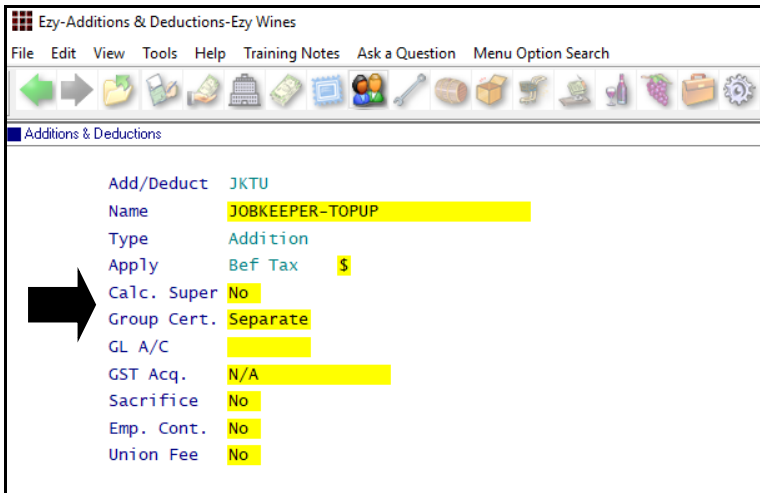 Ezy-Additions & Deductions-Ezy Wines
File Edit View Tools Help Training Notes Ask a Question Menu Option Search
Additions & Deductions
Add/Deduct JKTU
Name JOBKEEPER-TOPUP
Type Addition
Apply Bef Tax $
Calc. Super No
Group Cert. Separate
GL A/C
GST Acq. N/A
Sacrifice No
Emp. Cont. No
Union Fee No